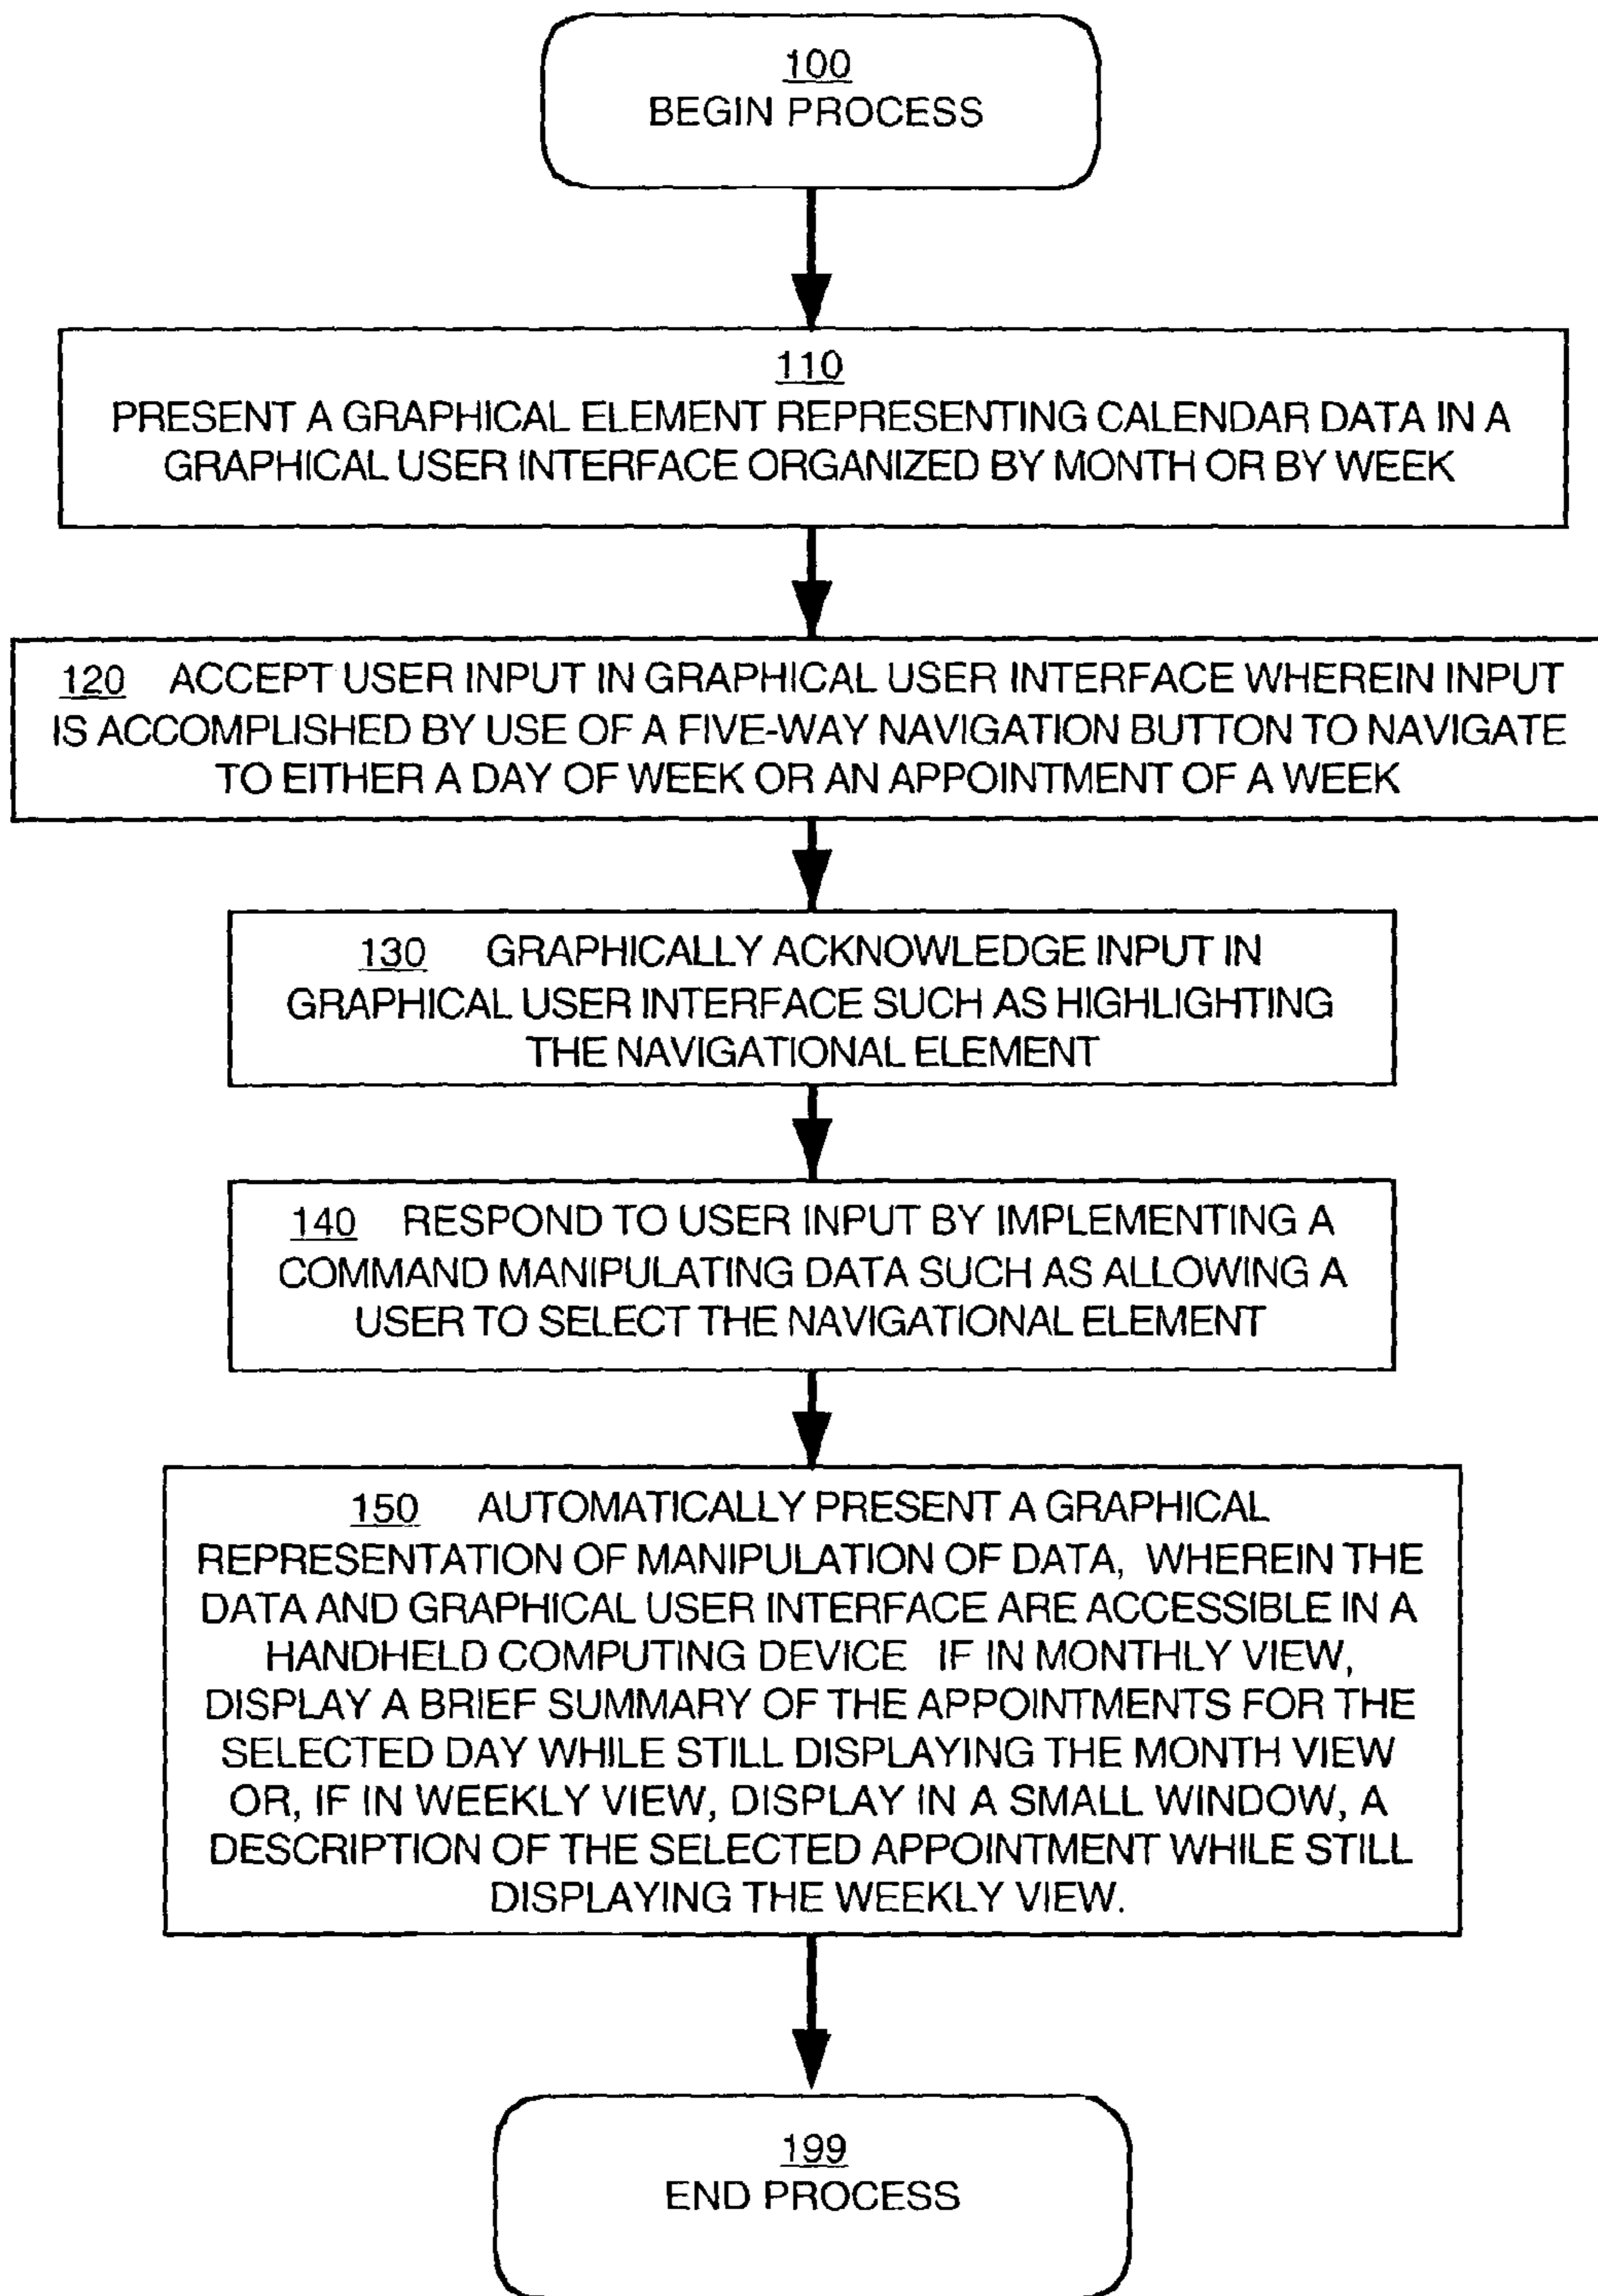 100
BEGIN PROCESS
110
PRESENT A GRAPHICAL ELEMENT REPRESENTING CALENDAR DATA IN A
GRAPHICAL USER INTERFACE ORGANIZED BY MONTH OR BY WEEK
120 ACCEPT USER INPUT IN GRAPHICAL USER INTERFACE WHEREIN INPUT
IS ACCOMPLISHED BY USE OF A FIVE-WAY NAVIGATION BUTTON TO NAVIGATE
TO EITHER A DAY OF WEEK OR AN APPOINTMENT OF A WEEK
130 GRAPHICALLY ACKNOWLEDGE INPUT IN
GRAPHICAL USER INTERFACE SUCH AS HIGHLIGHTING
THE NAVIGATIONAL ELEMENT
140 RESPOND TO USER INPUT BY IMPLEMENTING A
COMMAND MANIPULATING DATA SUCH AS ALLOWING A
USER TO SELECT THE NAVIGATIONAL ELEMENT
150 AUTOMATICALLY PRESENT A GRAPHICAL
REPRESENTATION OF MANIPULATION OF DATA, WHEREIN THE
DATA AND GRAPHICAL USER INTERFACE ARE ACCESSIBLE IN A
HANDHELD COMPUTING DEVICE IF IN MONTHLY VIEW,
DISPLAY A BRIEF SUMMARY OF THE APPOINTMENTS FOR THE
SELECTED DAY WHILE STILL DISPLAYING THE MONTH VIEW
OR, IF IN WEEKLY VIEW, DISPLAY IN A SMALL WINDOW, A
DESCRIPTION OF THE SELECTED APPOINTMENT WHILE STILL
DISPLAYING THE WEEKLY VIEW.
199
END PROCESS